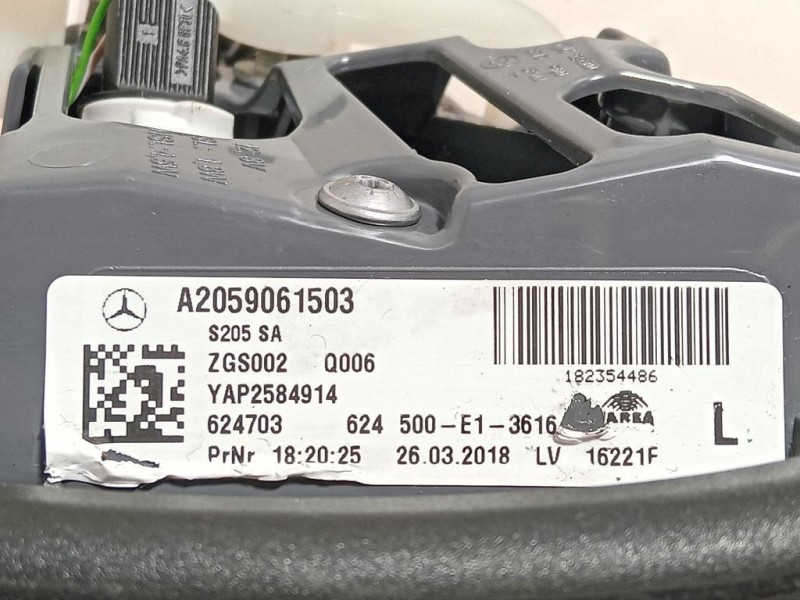 A2059061503
S205 SA
ZGS002 Q006
YAP2584914
182354486
624703 624 500-E1-3616
L
PrNr 18:20:25 26.03.2018 LV 16221F